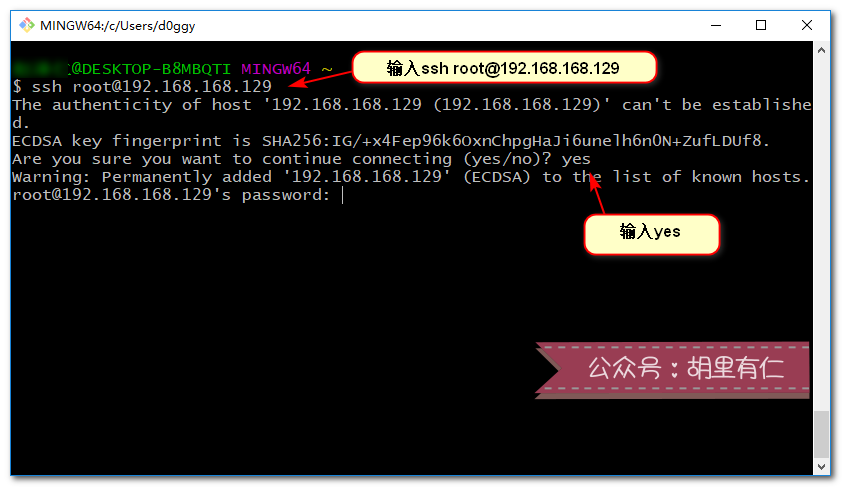 MINGW64:/c/Users/d0ggy
@DESKTOP-B8MBQTI MINGW64 ~
输入ssh root@192.168.168.129
$ ssh root@192.168.168.129
The authenticity of host '192.168.168.129 (192.168.168.129)' can't be establishe
d.
ECDSA key fingerprint is SHA256:IG/+x4Fep96k6OxnChpgHaJi6unelh6n0N+ZufLDUf8.
Are you sure you want to continue connecting (yes/no)? yes
Warning: Permanently added '192.168.168.129' (ECDSA) to the list of known hosts.
root@192.168.168.129's password:
输入yes
公众号：胡里有仁